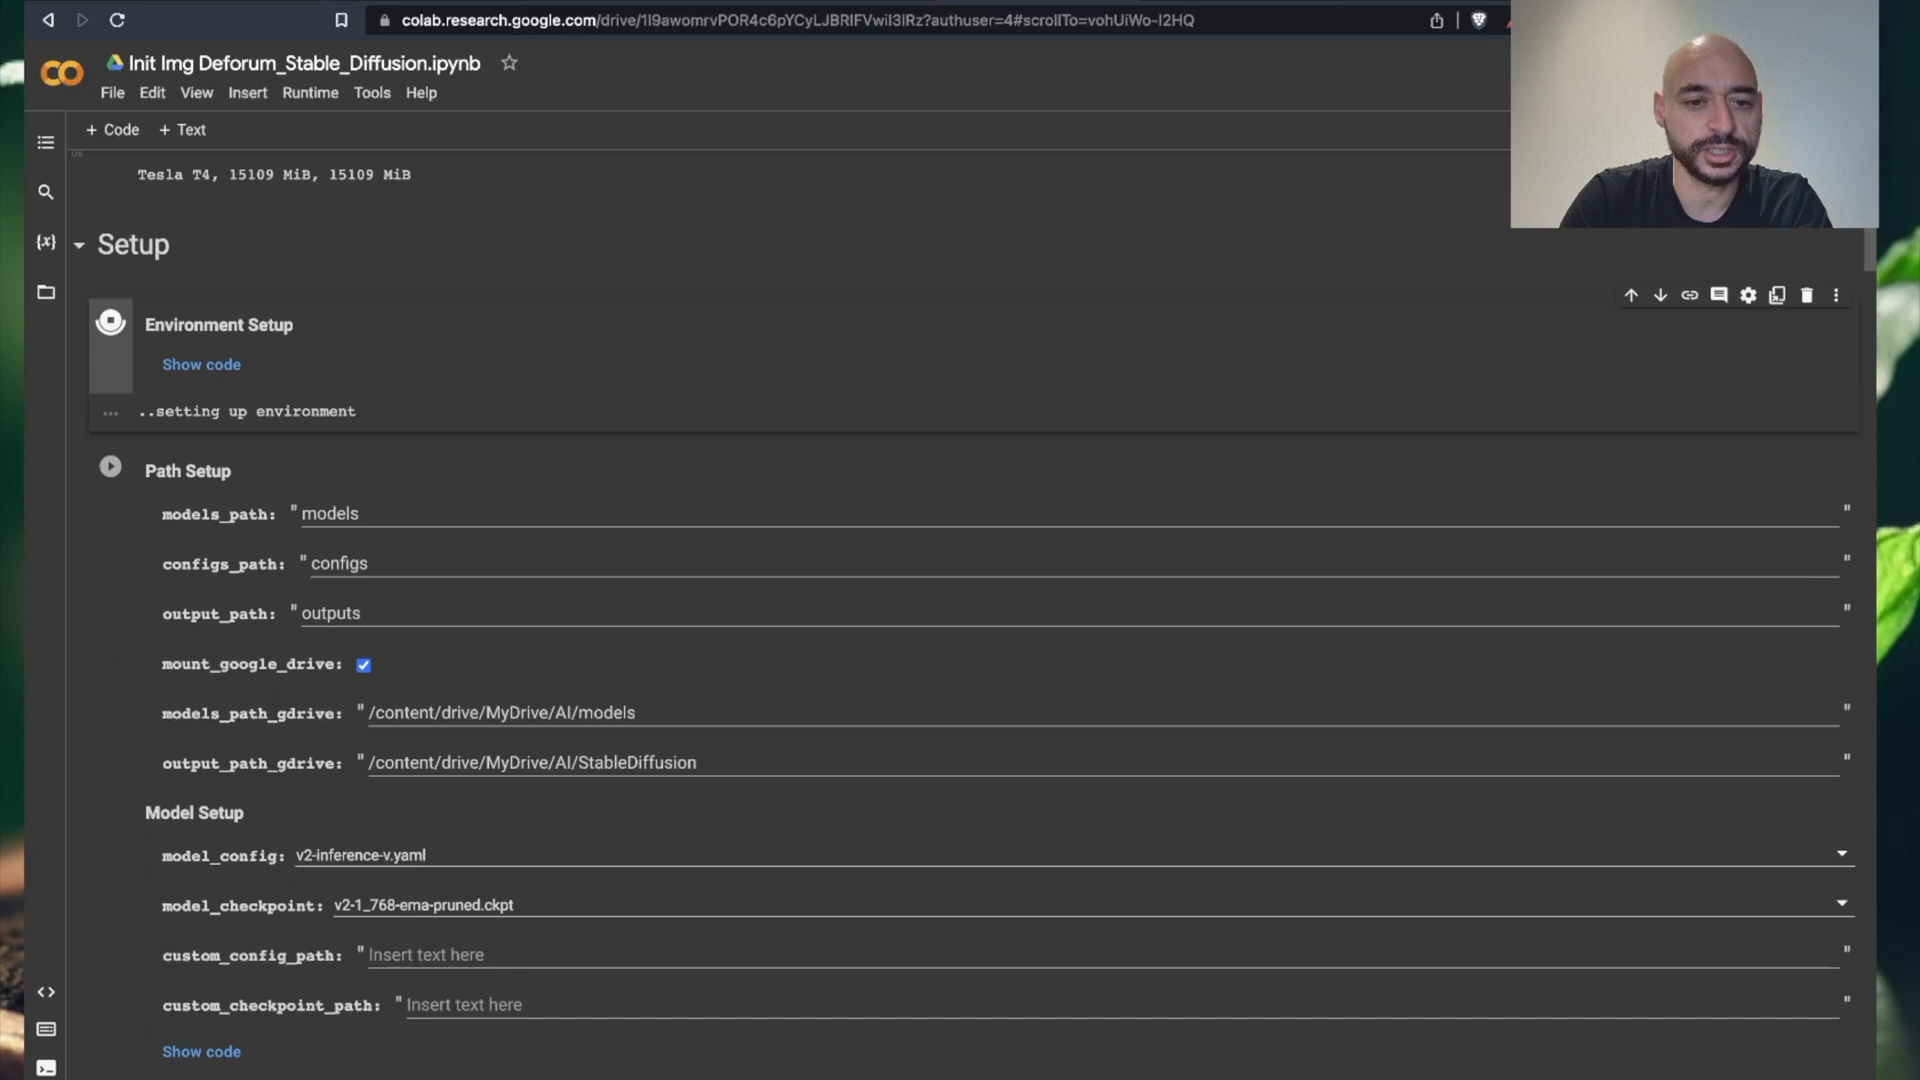 colab.research.google.com/drive/1l9awomrvPOR4c6pYCyLJBRIFVwiI3lRz?authuser=4#scrollTo=vohUiWo-I2HQ
Init Img Deforum_Stable_Diffusion.ipynb
File Edit View Insert Runtime Tools Help
+ Code + Text
0s
Tesla T4, 15109 MiB, 15109 MiB
{x}
Setup
Environment Setup
Show code
... ..setting up environment
Path Setup
models_path: " models "
configs_path: " configs "
output_path: " outputs "
mount_google_drive:
models_path_gdrive: " /content/drive/MyDrive/AI/models "
output_path_gdrive: " /content/drive/MyDrive/AI/StableDiffusion "
Model Setup
model_config: v2-inference-v.yaml
model_checkpoint: v2-1_768-ema-pruned.ckpt
custom_config_path: " Insert text here "
custom_checkpoint_path: " Insert text here "
Show code